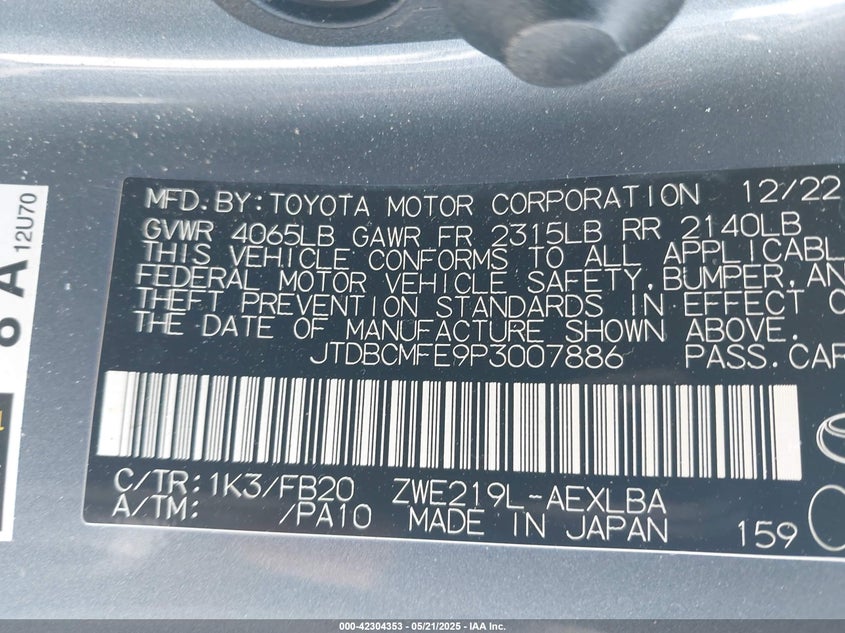 MFD. BY: TOYOTA MOTOR CORPORATION 12/22
GVWR 4065LB GAWR FR 2315LB RR 2140LB
THIS VEHICLE CONFORMS TO ALL APPLICABL
FEDERAL MOTOR VEHICLE SAFETY, BUMPER, AN
THEFT PREVENTION STANDARDS IN EFFECT O
THE DATE OF MANUFACTURE SHOWN ABOVE.
JTDBCMFE9P3007886 PASS. CAR
C/TR: 1K3/FB20 ZWE219L-AEXLBA
A/TM: /PA10 MADE IN JAPAN 159
A 12U70
000-42304353 - 05/21/2025 - IAA Inc.